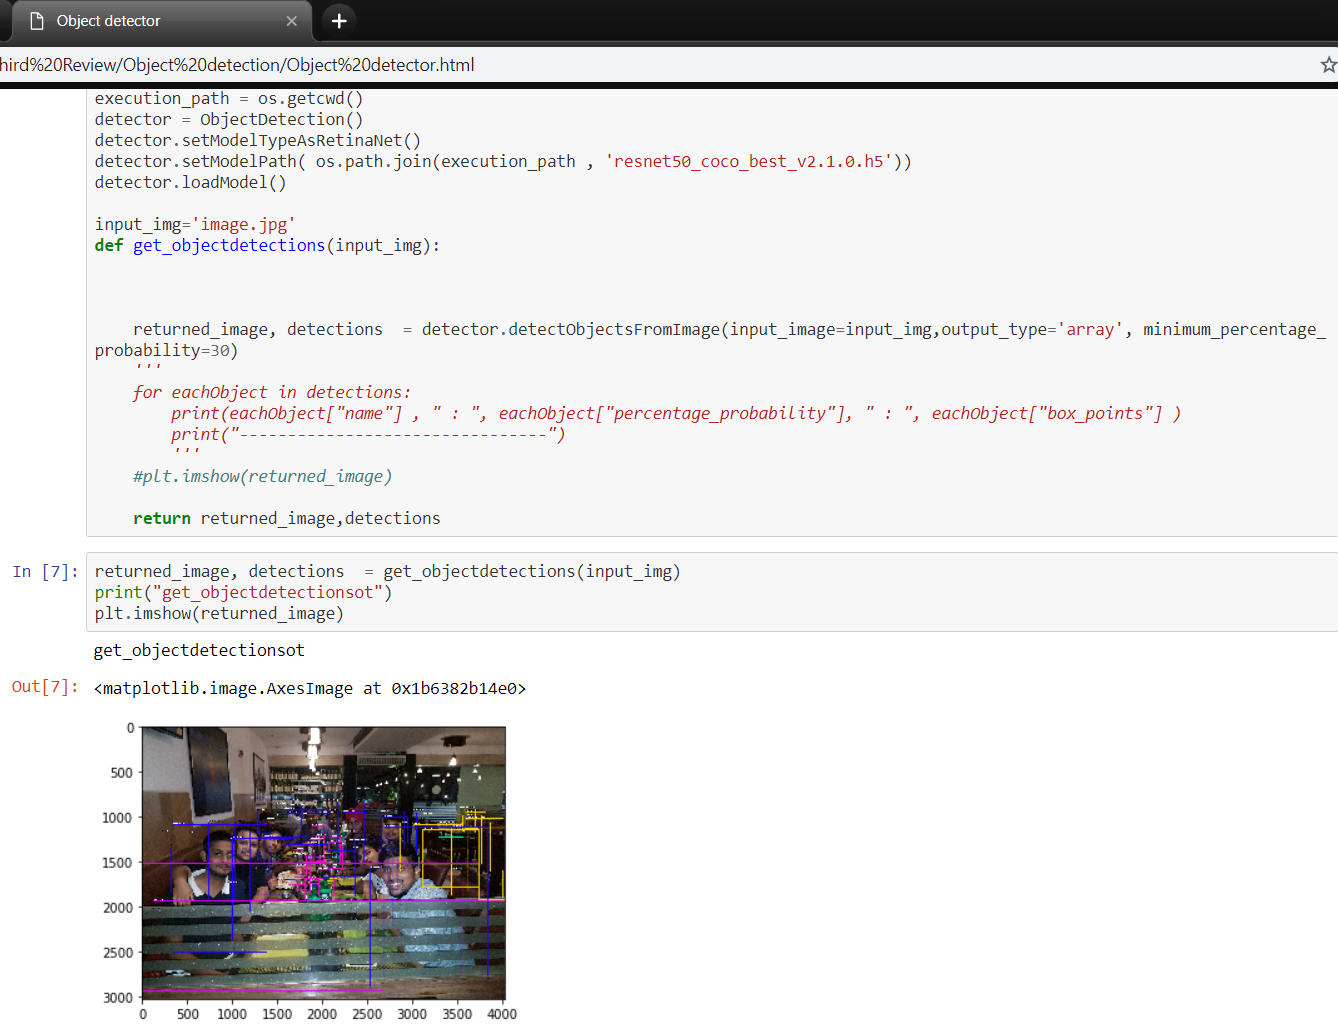 Object detector
hird%20Review/Object%20detection/Object%20detector.html
execution_path = os.getcwd()
detector = ObjectDetection()
detector.setModelTypeAsRetinaNet()
detector.setModelPath( os.path.join(execution_path , 'resnet50_coco_best_v2.1.0.h5'))
detector.loadModel()
input_img='image.jpg'
def get_objectdetections(input_img):
returned_image, detections  = detector.detectObjectsFromImage(input_image=input_img,output_type='array', minimum_percentage_
probability=30)
'''
for eachObject in detections:
print(eachObject["name"] , " : ", eachObject["percentage_probability"], " : ", eachObject["box_points"] )
print("--------------------------------")
'''
#plt.imshow(returned_image)
return returned_image,detections
In [7]:
returned_image, detections  = get_objectdetections(input_img)
print("get_objectdetectionsot")
plt.imshow(returned_image)
get_objectdetectionsot
Out[7]: <matplotlib.image.AxesImage at 0x1b6382b14e0>
0
500
1000
1500
2000
2500
3000
0 500 1000 1500 2000 2500 3000 3500 4000